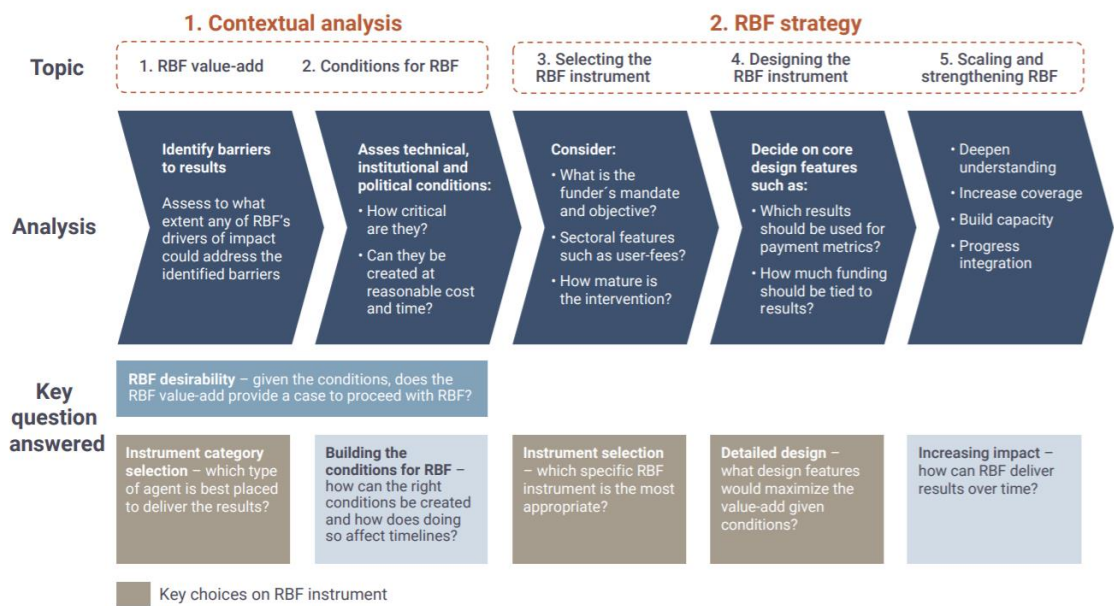 1. Contextual analysis
2. RBF strategy
Topic
1. RBF value-add
2. Conditions for RBF
3. Selecting the
RBF instrument
4. Designing the
RBF instrument
5. Scaling and
strengthening RBF
Analysis
Identify barriers
to results
Assess to what
extent any of RBF's
drivers of impact
could address the
identified barriers
Asses technical,
institutional and
political conditions:
• How critical
are they?
• Can they be
created at
reasonable cost
and time?
Consider:
• What is the
funder´s mandate
and objective?
• Sectoral features
such as user-fees?
• How mature is
the intervention?
Decide on core
design features
such as:
• Which results
should be used for
payment metrics?
• How much funding
should be tied to
results?
• Deepen
understanding
• Increase coverage
• Build capacity
• Progress
integration
Key
question
answered
RBF desirability – given the conditions, does the
RBF value-add provide a case to proceed with RBF?
Instrument category
selection – which type
of agent is best placed
to deliver the results?
Building the
conditions for RBF –
how can the right
conditions be created
and how does doing
so affect timelines?
Instrument selection
– which specific RBF
instrument is the most
appropriate?
Detailed design –
what design features
would maximize the
value-add given
conditions?
Increasing impact –
how can RBF deliver
results over time?
Key choices on RBF instrument